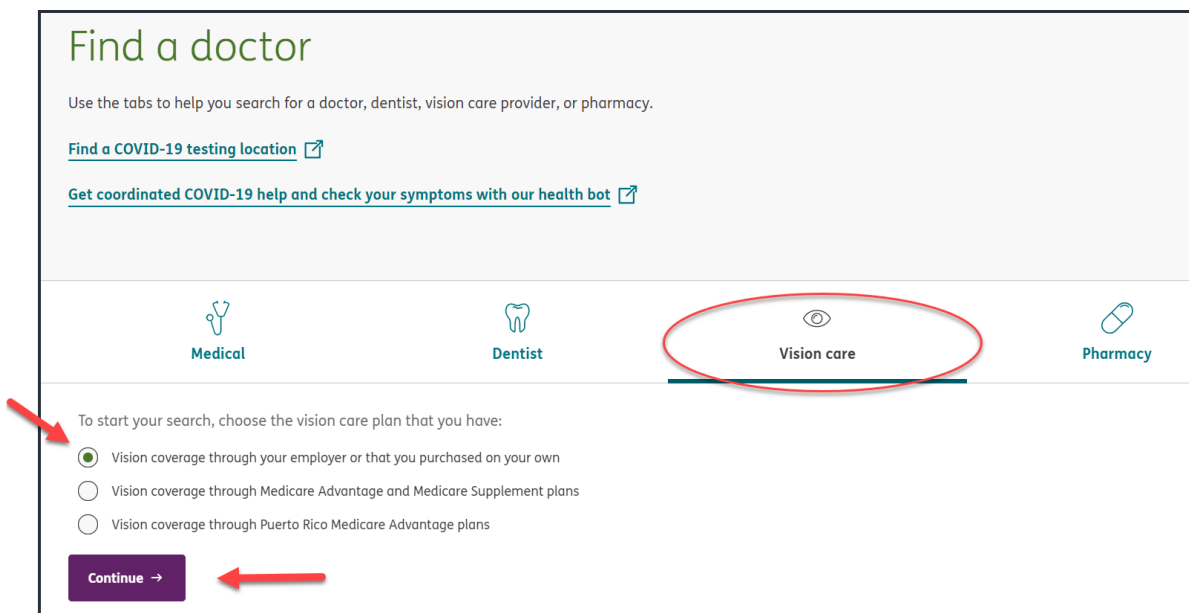 Find a doctor
Use the tabs to help you search for a doctor, dentist, vision care provider, or pharmacy.
Find a COVID-19 testing location
Get coordinated COVID-19 help and check your symptoms with our health bot
Medical
Dentist
Vision care
Pharmacy
To start your search, choose the vision care plan that you have:
Vision coverage through your employer or that you purchased on your own
Vision coverage through Medicare Advantage and Medicare Supplement plans
Vision coverage through Puerto Rico Medicare Advantage plans
Continue →